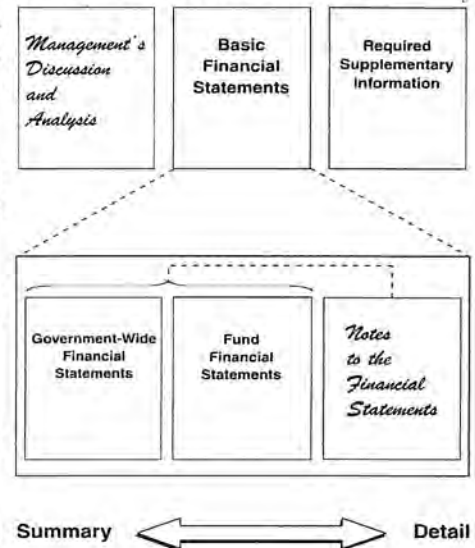 Management's
Discussion
and
Analysis
Basic
Financial
Statements
Required
Supplementary
Information
Government-Wide
Financial
Statements
Fund
Financial
Statements
Notes
to the
Financial
Statements
Summary
Detail